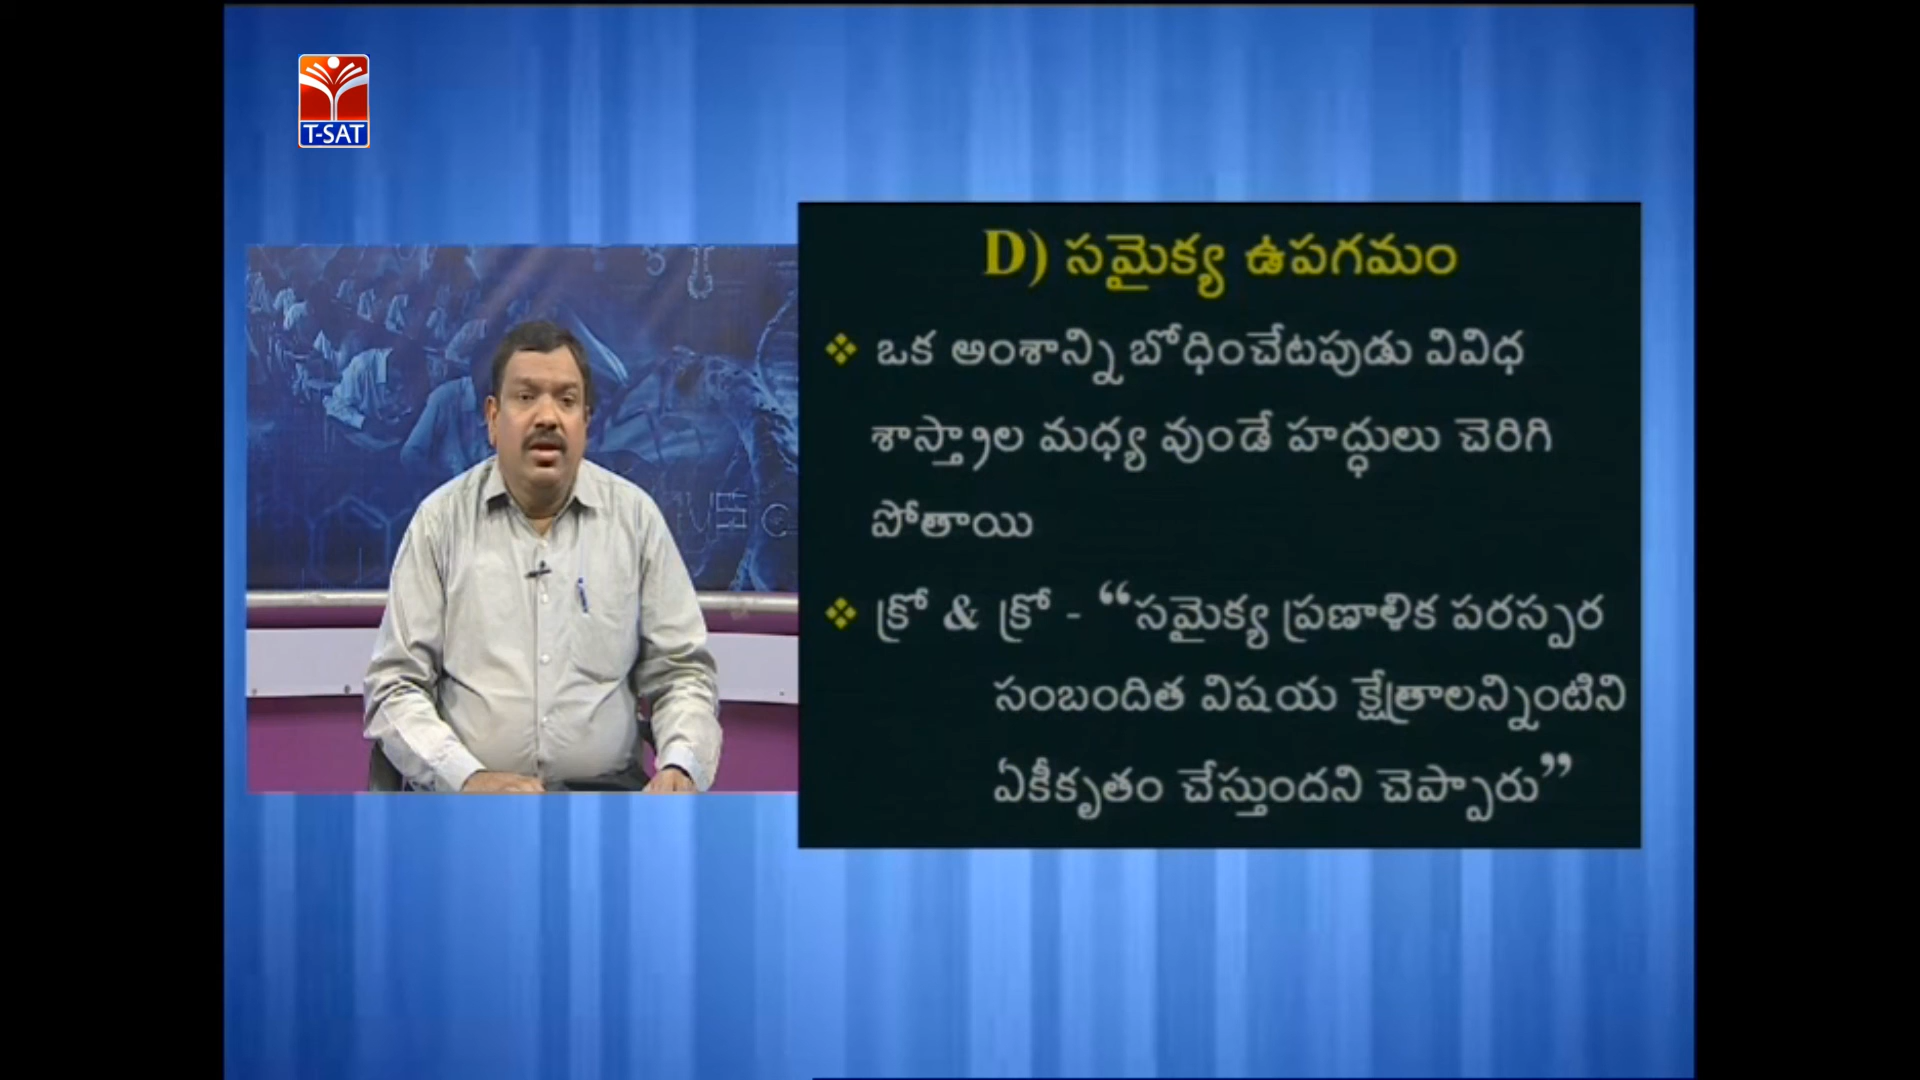 T-SAT
D) సమైక్య ఉపగమం
❖ ఒక అంశాన్ని బోధించేటపుడు వివిధ
శాస్త్రాల మధ్య వుండే హద్ధులు చెరిగి
పోతాయి
❖ క్రో & క్రో - “సమైక్య ప్రణాళిక పరస్పర
సంబందిత విషయ క్షేత్రాలన్నింటిని
ఏకీకృతం చేస్తుందని చెప్పారు”